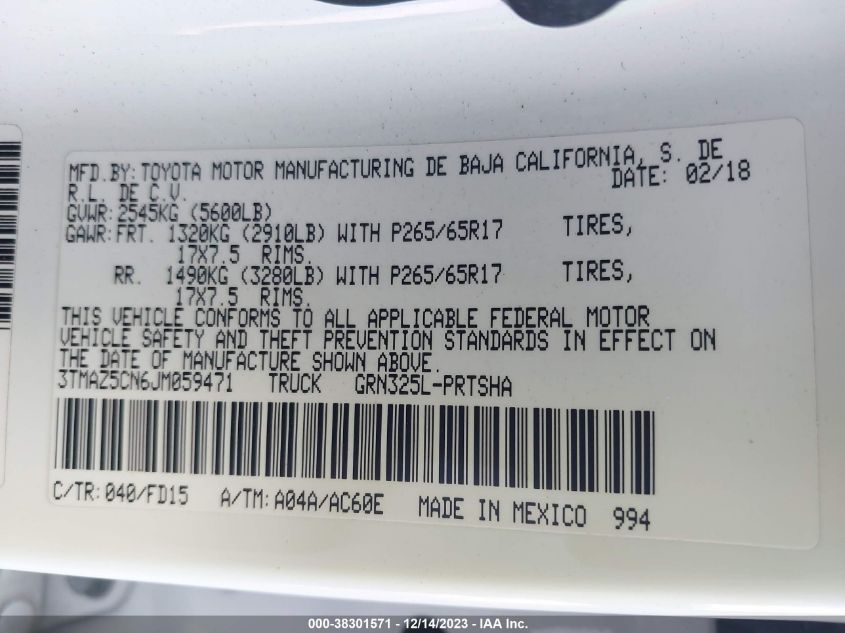 MFD.BY:TOYOTA MOTOR MANUFACTURING DE BAJA CALIFORNIA, S. DE
R.L. DE C.V. DATE: 02/18
GVWR:2545KG (5600LB)
GAWR:FRT. 1320KG (2910LB) WITH P265/65R17 TIRES,
17X7.5 RIMS.
RR. 1490KG (3280LB) WITH P265/65R17 TIRES,
17X7.5 RIMS.
THIS VEHICLE CONFORMS TO ALL APPLICABLE FEDERAL MOTOR
VEHICLE SAFETY AND THEFT PREVENTION STANDARDS IN EFFECT ON
THE DATE OF MANUFACTURE SHOWN ABOVE.
3TMAZ5CN6JM059471 TRUCK GRN325L-PRTSHA
C/TR:040/FD15 A/TM:A04A/AC60E MADE IN MEXICO 994
000-38301571 - 12/14/2023 - IAA Inc.